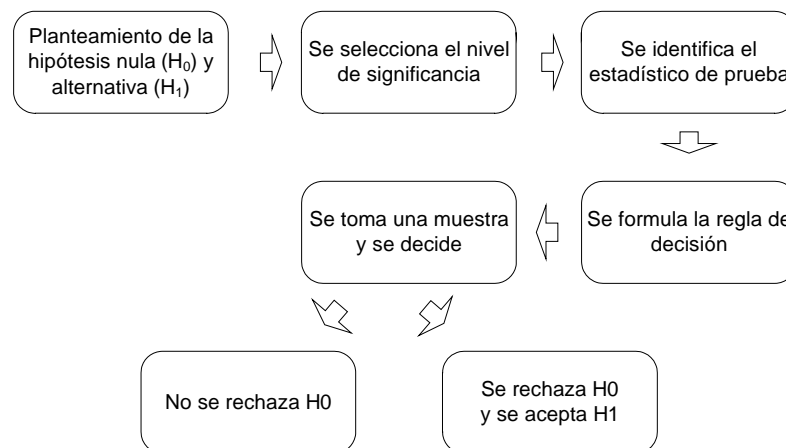 Planteamiento de la
hipótesis nula (H₀) y
alternativa (H₁)
Se selecciona el nivel
de significancia
Se identifica el
estadístico de prueba
Se formula la regla de
decisión
Se toma una muestra
y se decide
No se rechaza H0
Se rechaza H0
y se acepta H1